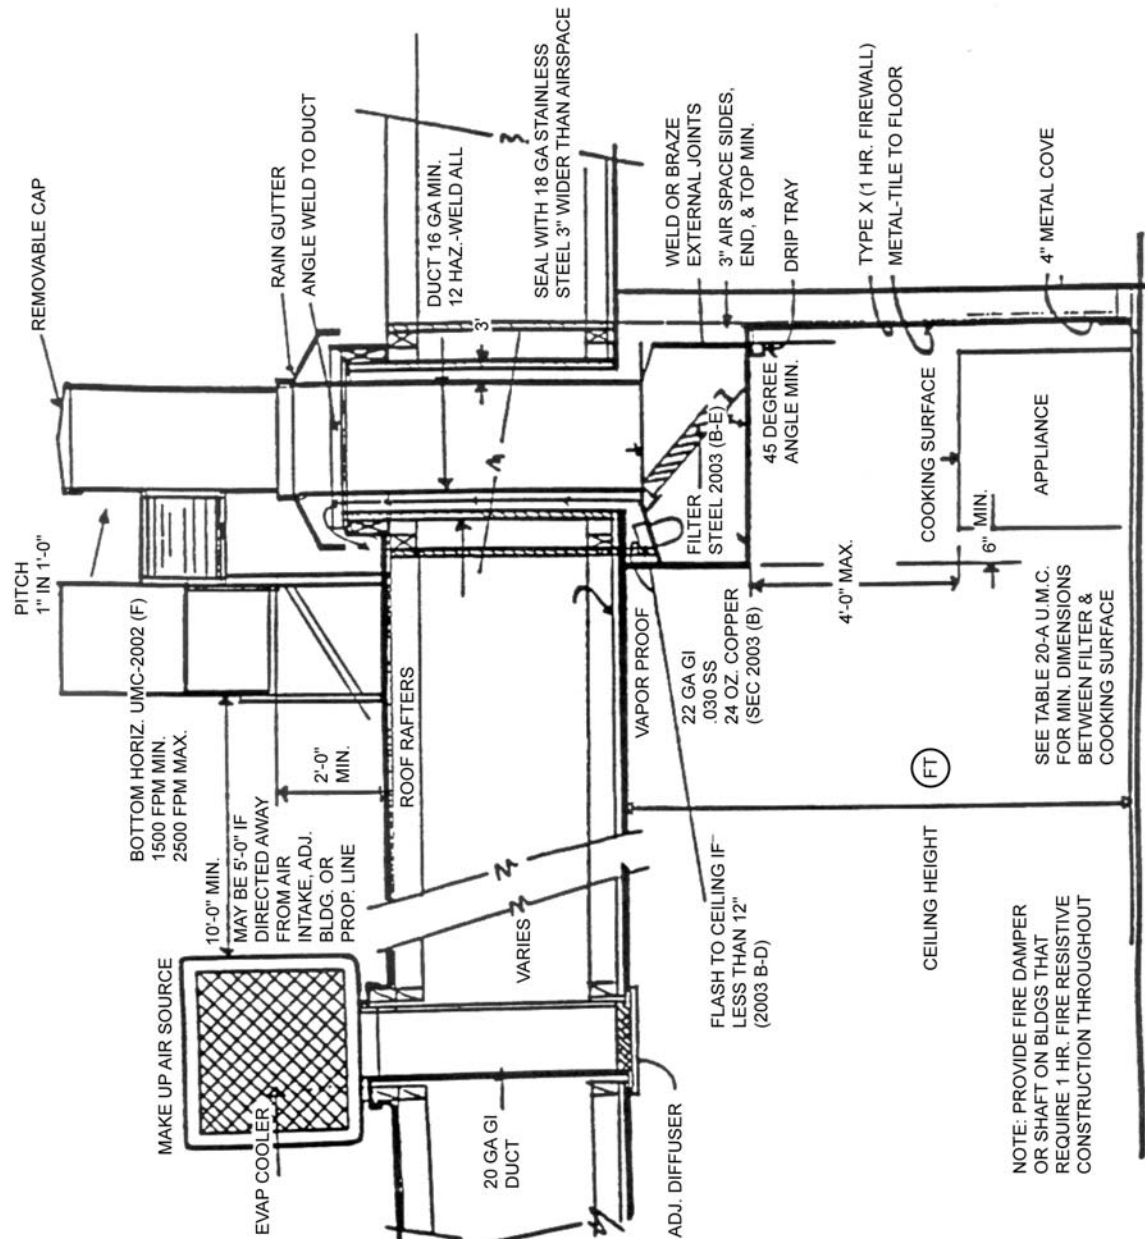 REMOVABLE CAP
PITCH
1" IN 1'-0"
RAIN GUTTER
ANGLE WELD TO DUCT
BOTTOM HORIZ. UMC-2002 (F)
1500 FPM MIN.
2500 FPM MAX.
10'-0" MIN.
MAY BE 5'-0" IF
DIRECTED AWAY
FROM AIR
INTAKE, ADJ.
BLDG. OR
PROP. LINE
2'-0"
MIN.
MAKE UP AIR SOURCE
EVAP COOLER
ROOF RAFTERS
DUCT 16 GA MIN.
12 HAZ.-WELD ALL
3'
SEAL WITH 18 GA STAINLESS
STEEL 3" WIDER THAN AIRSPACE
20 GA GI
DUCT
VARIES
ADJ. DIFFUSER
FLASH TO CEILING IF
LESS THAN 12"
(2003 B-D)
VAPOR PROOF
22 GA GI
.030 SS
24 OZ. COPPER
(SEC 2003 (B)
FILTER
STEEL 2003 (B-E)
WELD OR BRAZE
EXTERNAL JOINTS
3" AIR SPACE SIDES,
END, & TOP MIN.
DRIP TRAY
45 DEGREE
ANGLE MIN.
4'-0" MAX.
TYPE X (1 HR. FIREWALL)
METAL-TILE TO FLOOR
COOKING SURFACE
6" MIN.
APPLIANCE
4" METAL COVE
CEILING HEIGHT
FT
SEE TABLE 20-A U.M.C.
FOR MIN. DIMENSIONS
BETWEEN FILTER &
COOKING SURFACE
NOTE: PROVIDE FIRE DAMPER
OR SHAFT ON BLDGS THAT
REQUIRE 1 HR. FIRE RESISTIVE
CONSTRUCTION THROUGHOUT